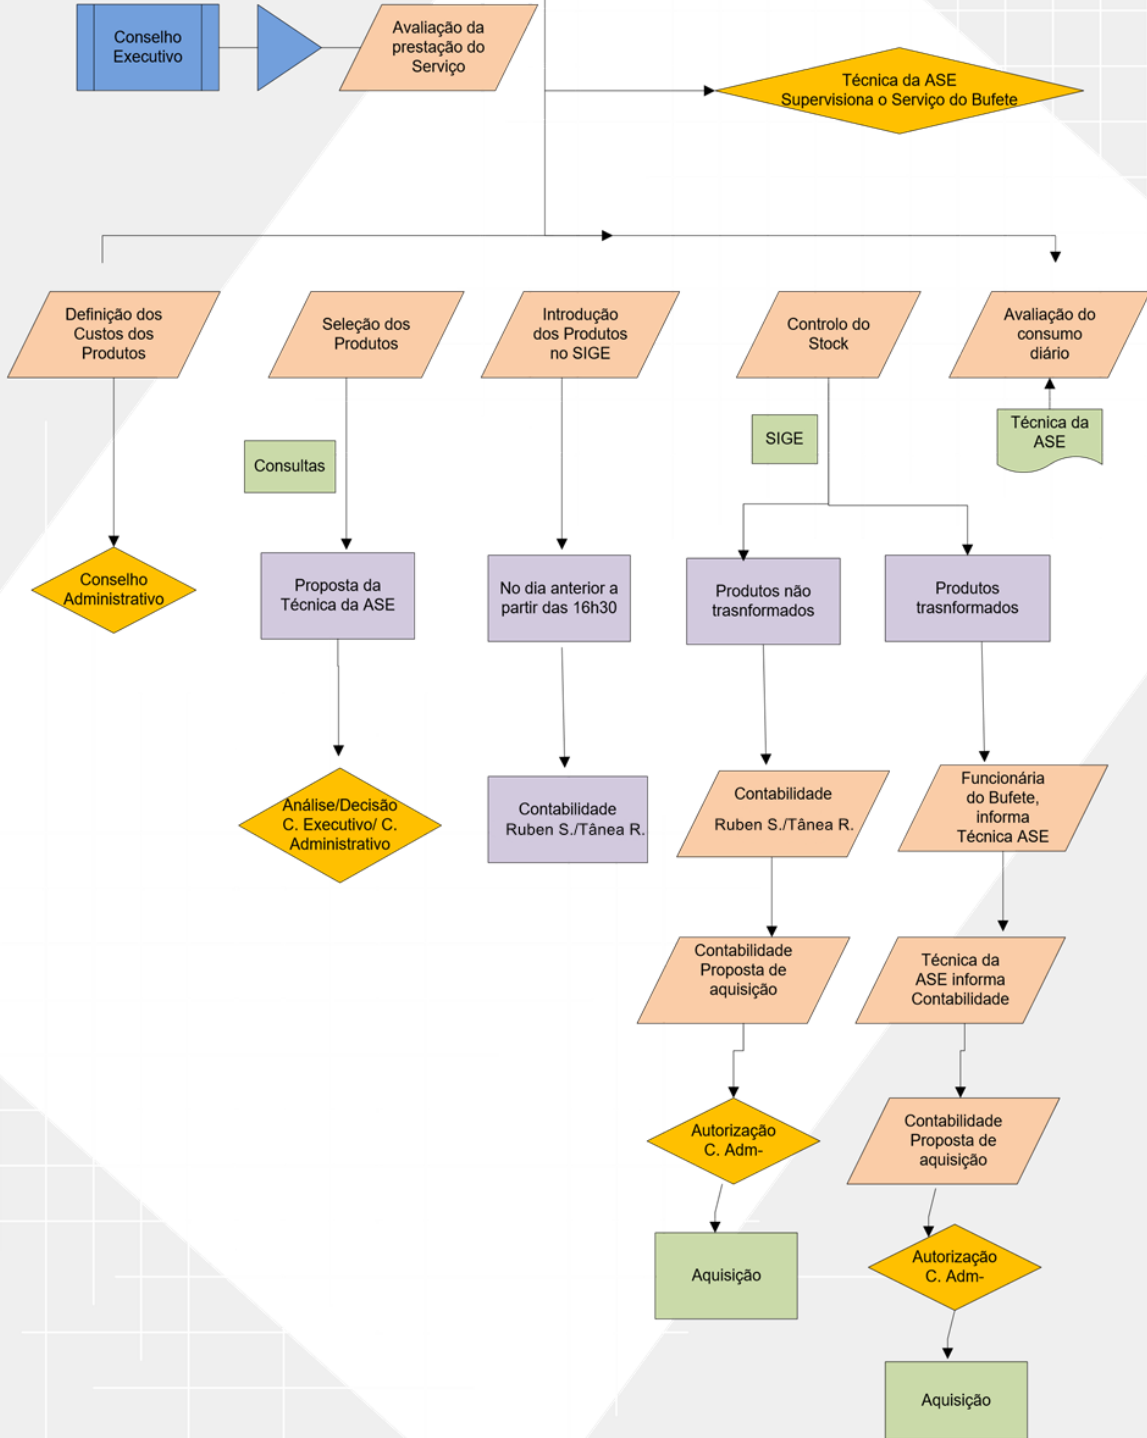 Conselho
Executivo
Avaliação da
prestação do
Serviço
Técnica da ASE
Supervisiona o Serviço do Bufete
Definição dos
Custos dos
Produtos
Seleção dos
Produtos
Introdução
dos Produtos
no SIGE
Controlo do
Stock
Avaliação do
consumo
diário
Consultas
SIGE
Técnica da
ASE
Conselho
Administrativo
Proposta da
Técnica da ASE
No dia anterior a
partir das 16h30
Produtos não
trasnformados
Produtos
trasnformados
Análise/Decisão
C. Executivo/ C.
Administrativo
Contabilidade
Ruben S./Tânea R.
Contabilidade
Ruben S./Tânea R.
Funcionária
do Bufete,
informa
Técnica ASE
Contabilidade
Proposta de
aquisição
Técnica da
ASE informa
Contabilidade
Autorização
C. Adm-
Contabilidade
Proposta de
aquisição
Aquisição
Autorização
C. Adm-
Aquisição